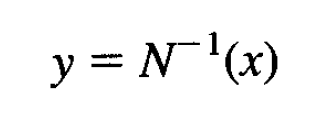 y = N⁻¹(x)